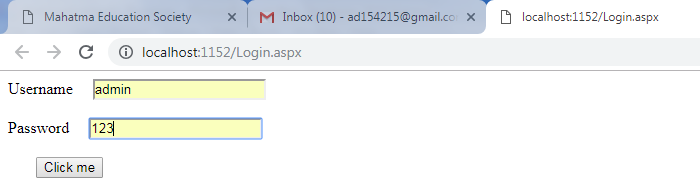 Mahatma Education Society
Inbox (10) - ad154215@gmail.co
localhost:1152/Login.aspx
localhost:1152/Login.aspx
Username admin
Password 123
Click me